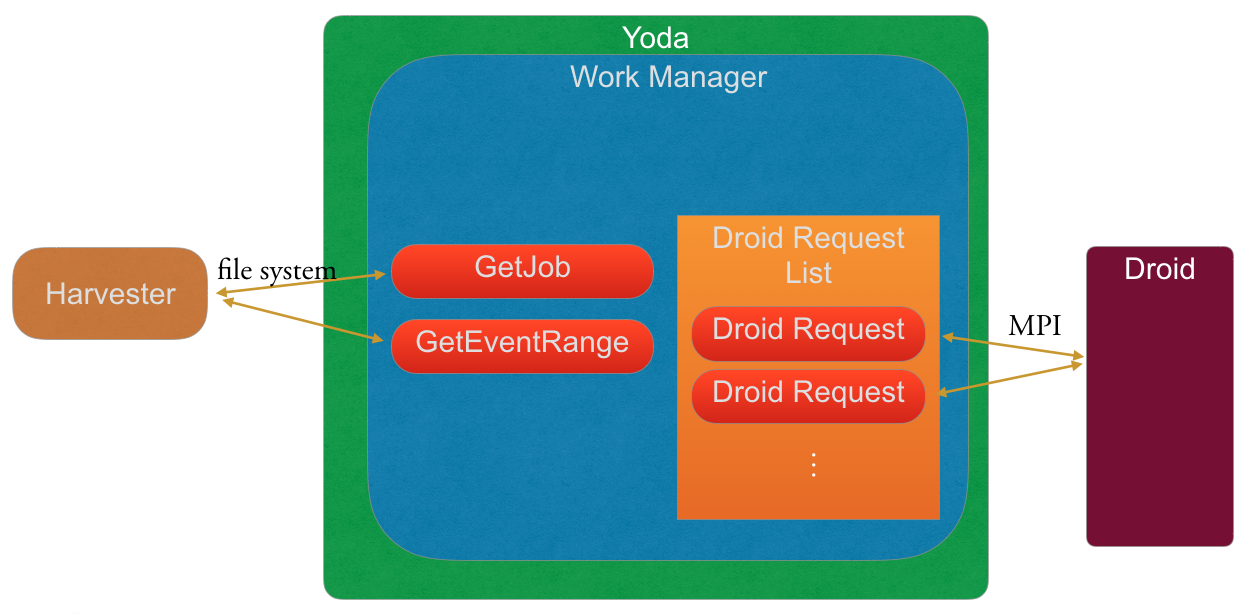 Yoda
Work Manager
Harvester
file system
GetJob
GetEventRange
Droid Request
List
Droid Request
Droid Request
⋮
MPI
Droid